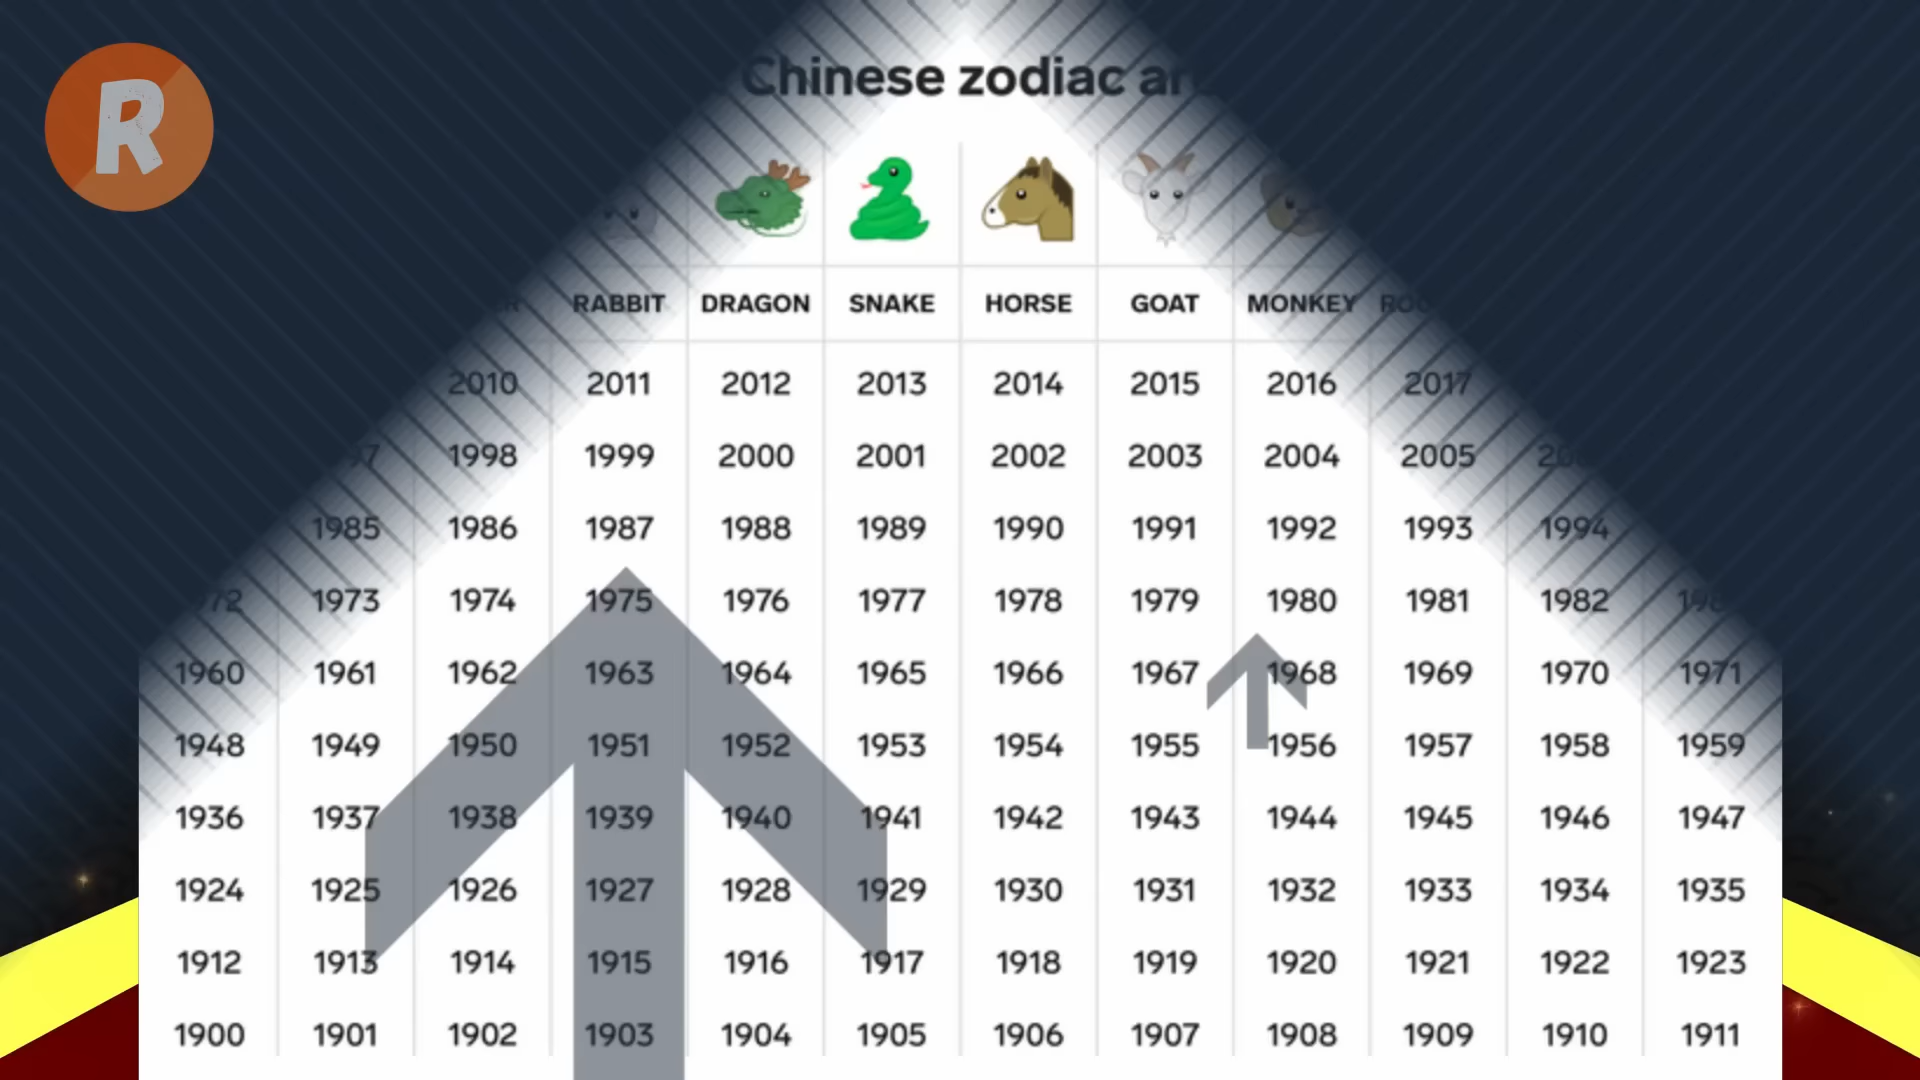 R
Chinese zodiac
RABBIT DRAGON SNAKE HORSE GOAT MONKEY
2010 2011 2012 2013 2014 2015 2016 2017
1998 1999 2000 2001 2002 2003 2004 2005
1985 1986 1987 1988 1989 1990 1991 1992 1993 1994
1973 1974 1975 1976 1977 1978 1979 1980 1981 1982
1960 1961 1962 1963 1964 1965 1966 1967 1968 1969 1970 1971
1948 1949 1950 1951 1952 1953 1954 1955 1956 1957 1958 1959
1936 1937 1938 1939 1940 1941 1942 1943 1944 1945 1946 1947
1924 1925 1926 1927 1928 1929 1930 1931 1932 1933 1934 1935
1912 1913 1914 1915 1916 1917 1918 1919 1920 1921 1922 1923
1900 1901 1902 1903 1904 1905 1906 1907 1908 1909 1910 1911